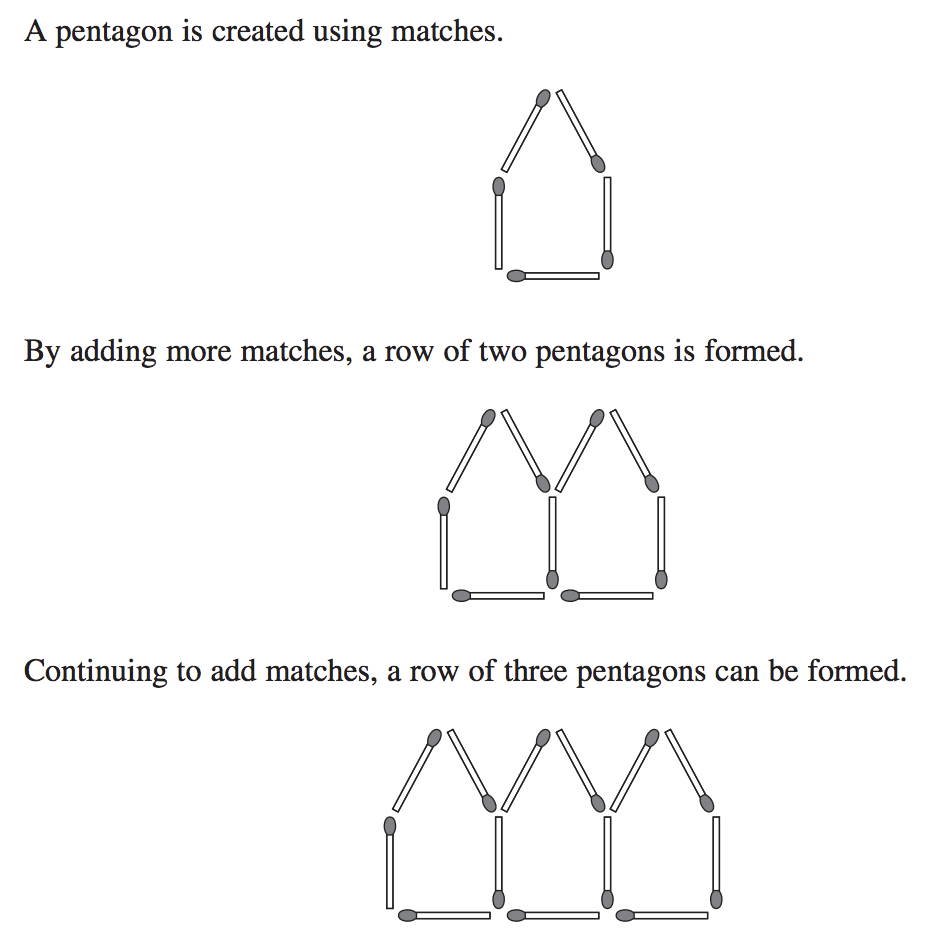 A pentagon is created using matches.
By adding more matches, a row of two pentagons is formed.
Continuing to add matches, a row of three pentagons can be formed.